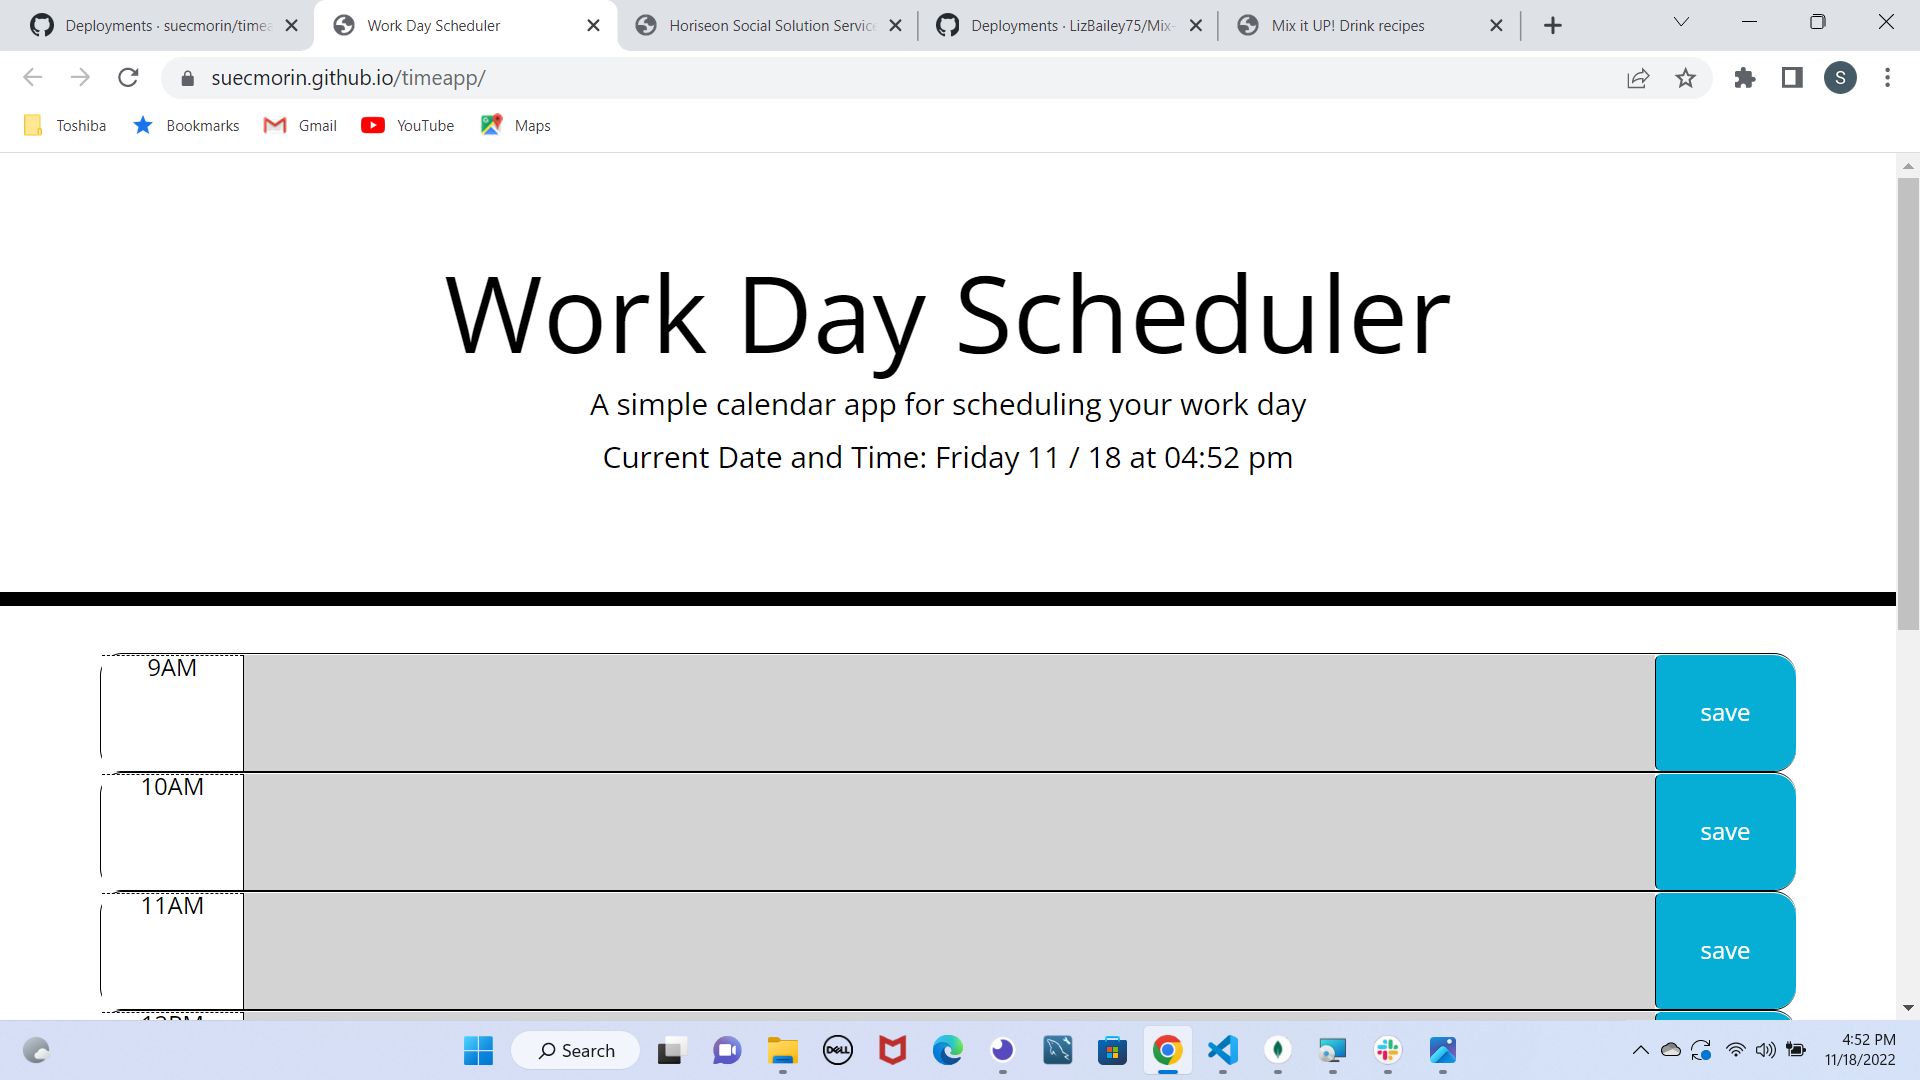 Deployments · suecmorin/timea
Work Day Scheduler
Horiseon Social Solution Service
Deployments · LizBailey75/Mix-
Mix it UP! Drink recipes
suecmorin.github.io/timeapp/
S
Toshiba
Bookmarks
Gmail
YouTube
Maps
Work Day Scheduler
A simple calendar app for scheduling your work day
Current Date and Time: Friday 11 / 18 at 04:52 pm
9AM
save
10AM
save
11AM
save
12PM
Search
DELL
4:52 PM
11/18/2022